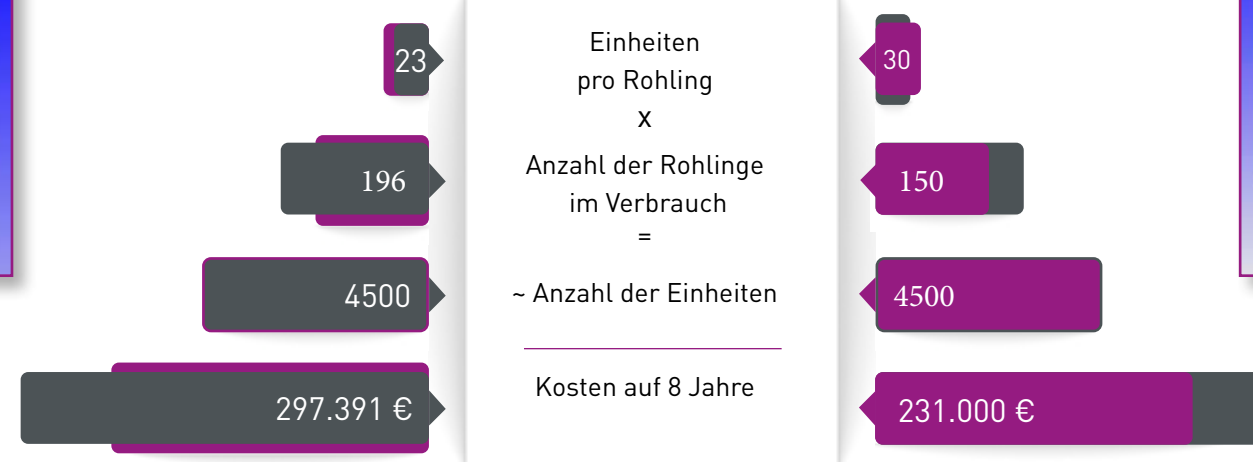 23
Einheiten
pro Rohling
x
30
196
Anzahl der Rohlinge
im Verbrauch
=
150
4500
~ Anzahl der Einheiten
4500
297.391 €
Kosten auf 8 Jahre
231.000 €